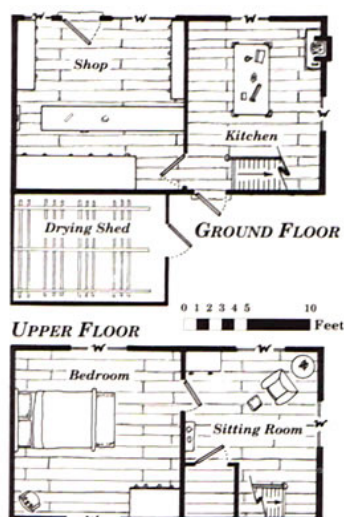 W
W
W
Shop
W
Kitchen
Drying Shed
GROUND FLOOR
0 1 2 3 4 5 10
Feet
UPPER FLOOR
W
W
Bedroom
W
Sitting Room